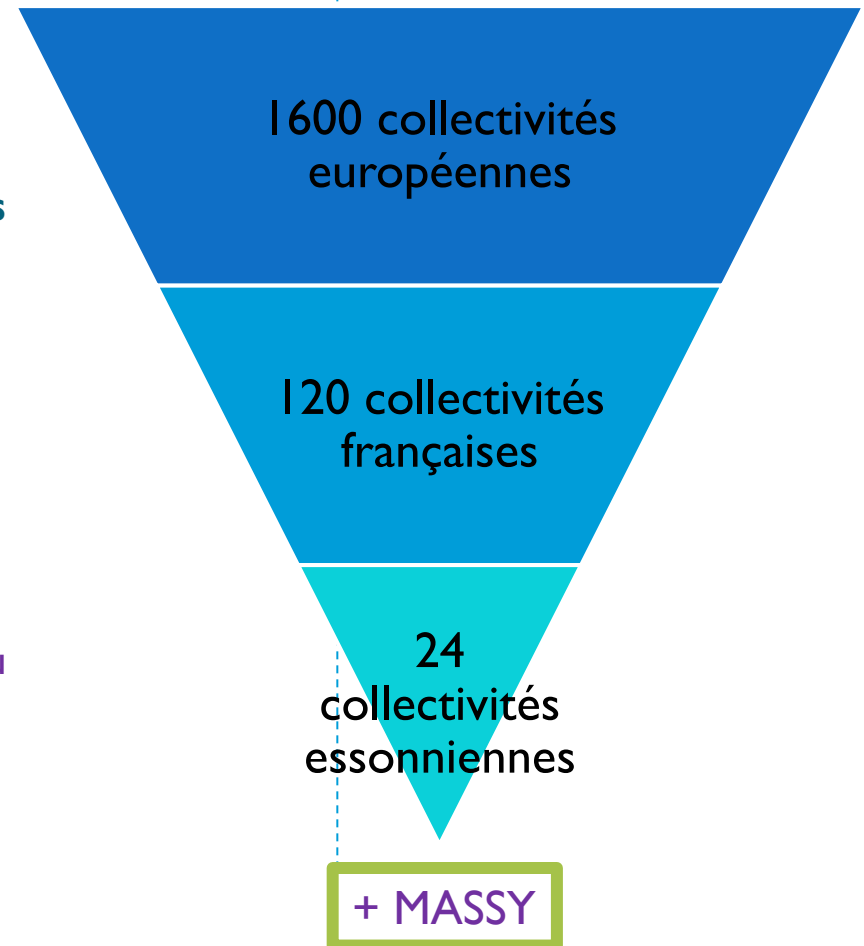 1600 collectivités
européennes
s
120 collectivités
françaises
24
collectivités
essonniennes
+ MASSY